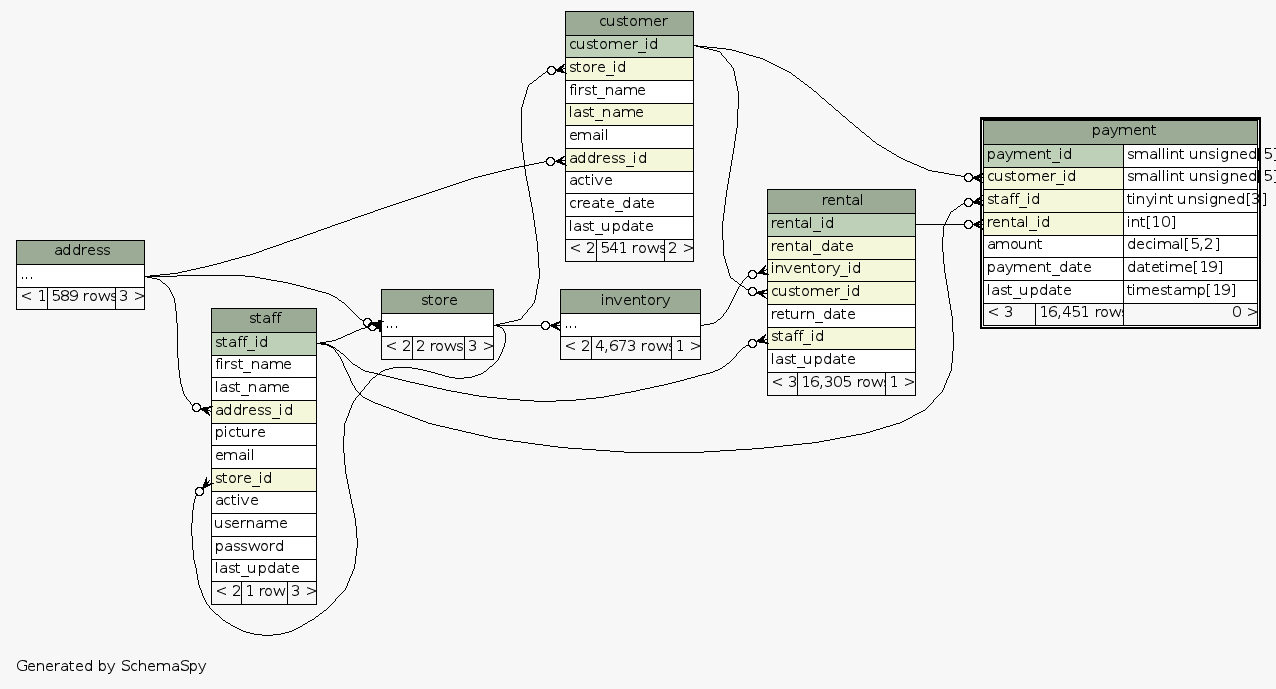 customer
customer_id
store_id
first_name
last_name
email
address_id
active
create_date
last_update
< 2 541 rows 2 >
payment
payment_id smallint unsigned[5]
customer_id smallint unsigned[5]
staff_id tinyint unsigned[3]
rental_id int[10]
amount decimal[5,2]
payment_date datetime[19]
last_update timestamp[19]
< 3 16,451 rows 0 >
rental
rental_id
rental_date
inventory_id
customer_id
return_date
staff_id
last_update
< 3 16,305 rows 1 >
address
...
< 1 589 rows 3 >
store
...
< 2 2 rows 3 >
inventory
...
< 2 4,673 rows 1 >
staff
staff_id
first_name
last_name
address_id
picture
email
store_id
active
username
password
last_update
< 2 1 row 3 >
Generated by SchemaSpy